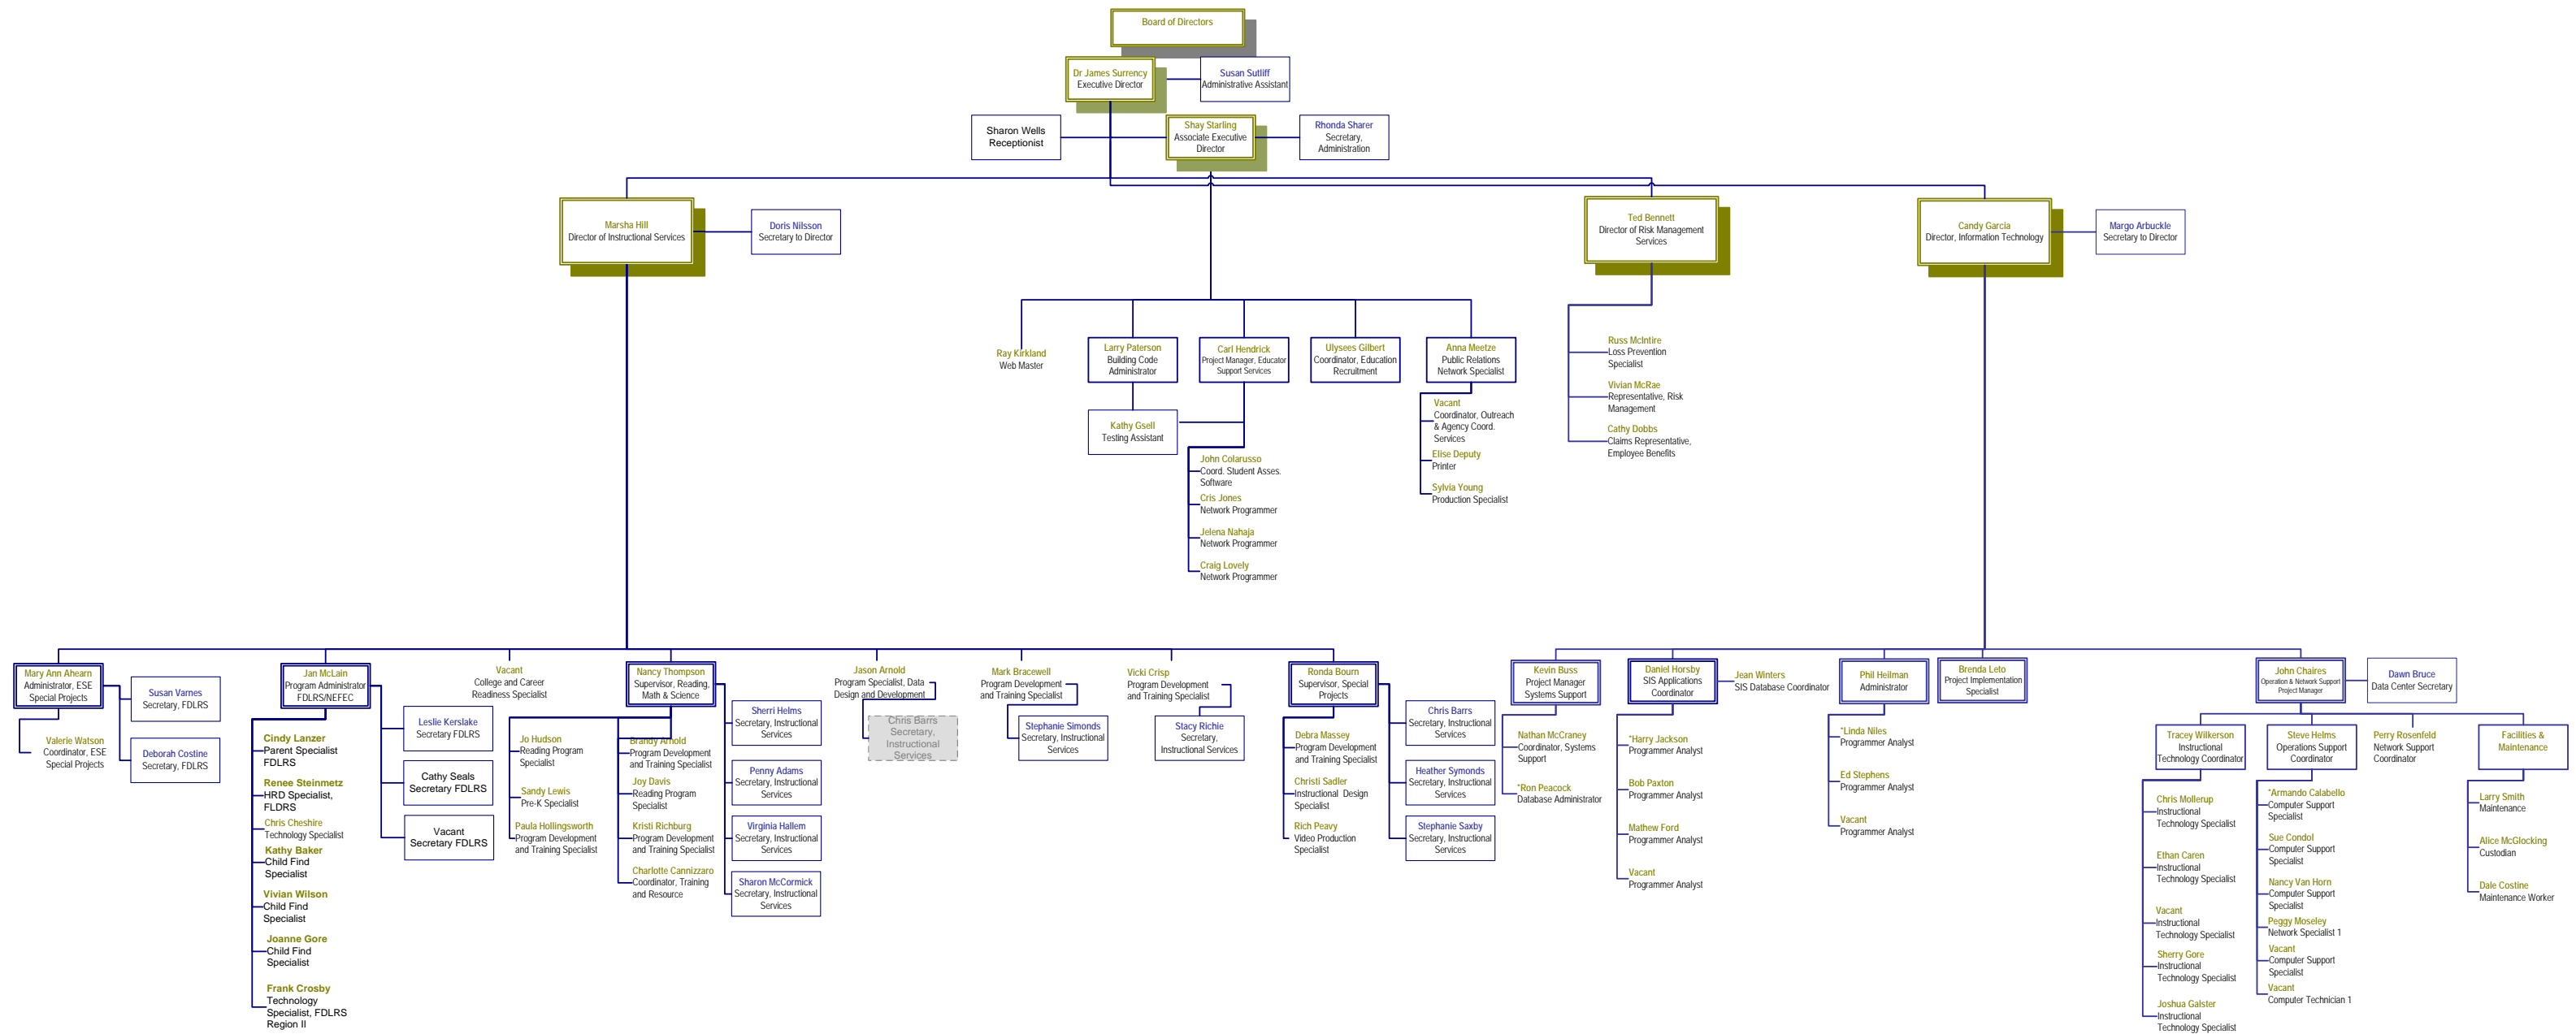 Board of Directors
Dr James Surrency
Executive Director
Susan Sutliff
Administrative Assistant
Sharon Wells
Receptionist
Shay Starling
Associate Executive
Director
Rhonda Sharer
Secretary,
Administration
Marsha Hill
Director of Instructional Services
Doris Nilsson
Secretary to Director
Ted Bennett
Director of Risk Management
Services
Candy Garcia
Director, Information Technology
Margo Arbuckle
Secretary to Director
Ray Kirkland
Web Master
Larry Paterson
Building Code
Administrator
Carl Hendrick
Project Manager, Educator
Support Services
Ulysees Gilbert
Coordinator, Education
Recruitment
Anna Meetze
Public Relations
Network Specialist
Kathy Gsell
Testing Assistant
John Colarusso
Coord. Student Asses.
Software
Cris Jones
Network Programmer
Jelena Nahaja
Network Programmer
Craig Lovely
Network Programmer
Vacant
Coordinator, Outreach
& Agency Coord.
Services
Elise Deputy
Printer
Sylvia Young
Production Specialist
Russ McIntire
Loss Prevention
Specialist
Vivian McRae
Representative, Risk
Management
Cathy Dobbs
Claims Representative,
Employee Benefits
Mary Ann Ahearn
Administrator, ESE
Special Projects
Susan Varnes
Secretary, FDLRS
Valerie Watson
Coordinator, ESE
Special Projects
Deborah Costine
Secretary, FDLRS
Jan McLain
Program Administrator
FDLRS/NEFEC
Leslie Kerslake
Secretary FDLRS
Cathy Seals
Secretary FDLRS
Vacant
Secretary FDLRS
Cindy Lanzer
Parent Specialist
FDLRS
Renee Steinmetz
HRD Specialist,
FLDRS
Chris Cheshire
Technology Specialist
Kathy Baker
Child Find
Specialist
Vivian Wilson
Child Find
Specialist
Joanne Gore
Child Find
Specialist
Frank Crosby
Technology
Specialist, FDLRS
Region II
Vacant
College and Career
Readiness Specialist
Nancy Thompson
Supervisor, Reading,
Math & Science
Jo Hudson
Reading Program
Specialist
Sandy Lewis
Pre-K Specialist
Paula Hollingsworth
Program Development
and Training Specialist
Brandy Arnold
Program Development
and Training Specialist
Joy Davis
Reading Program
Specialist
Kristi Richburg
Program Development
and Training Specialist
Charlotte Cannizzaro
Coordinator, Training
and Resource
Sherri Helms
Secretary, Instructional
Services
Penny Adams
Secretary, Instructional
Services
Virginia Hallem
Secretary, Instructional
Services
Sharon McCormick
Secretary, Instructional
Services
Jason Arnold
Program Specialist, Data
Design and Development
Chris Barrs
Secretary,
Instructional
Services
Mark Bracewell
Program Development
and Training Specialist
Stephanie Simonds
Secretary, Instructional
Services
Vicki Crisp
Program Development
and Training Specialist
Stacy Richie
Secretary,
Instructional Services
Ronda Bourn
Supervisor, Special
Projects
Debra Massey
Program Development
and Training Specialist
Christi Sadler
Instructional Design
Specialist
Rich Peavy
Video Production
Specialist
Chris Barrs
Secretary, Instructional
Services
Heather Symonds
Secretary, Instructional
Services
Stephanie Saxby
Secretary, Instructional
Services
Kevin Buss
Project Manager
Systems Support
Nathan McCraney
Coordinator, Systems
Support
*Ron Peacock
Database Administrator
Daniel Horsby
SIS Applications
Coordinator
Jean Winters
SIS Database Coordinator
*Harry Jackson
Programmer Analyst
Bob Paxton
Programmer Analyst
Mathew Ford
Programmer Analyst
Vacant
Programmer Analyst
Phil Heilman
Administrator
*Linda Niles
Programmer Analyst
Ed Stephens
Programmer Analyst
Vacant
Programmer Analyst
Brenda Leto
Project Implementation
Specialist
John Chaires
Operation & Network Support
Project Manager
Dawn Bruce
Data Center Secretary
Tracey Wilkerson
Instructional
Technology Coordinator
Chris Mollerup
Instructional
Technology Specialist
Ethan Caren
Instructional
Technology Specialist
Vacant
Instructional
Technology Specialist
Sherry Gore
Instructional
Technology Specialist
Joshua Galster
Instructional
Technology Specialist
Steve Helms
Operations Support
Coordinator
*Armando Calabello
Computer Support
Specialist
Sue Condol
Computer Support
Specialist
Nancy Van Horn
Computer Support
Specialist
Peggy Moseley
Network Specialist 1
Vacant
Computer Support
Specialist
Vacant
Computer Technician 1
Perry Rosenfeld
Network Support
Coordinator
Facilities &
Maintenance
Larry Smith
Maintenance
Alice McGlocking
Custodian
Dale Costine
Maintenance Worker